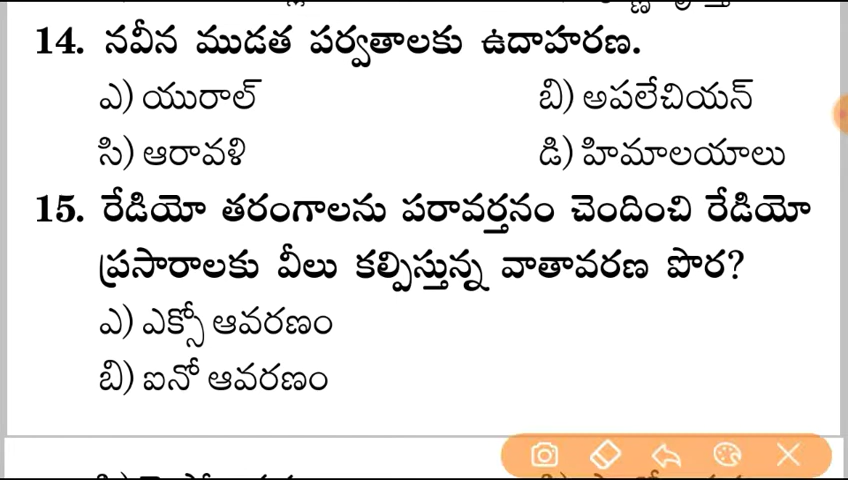 14. నవీన ముడత పర్వతాలకు ఉదాహరణ.
ఎ) యురాల్ బి) అపలేచియన్
సి) ఆరావళి డి) హిమాలయాలు
15. రేడియో తరంగాలను పరావర్తనం చెందించి రేడియో
ప్రసారాలకు వీలు కల్పిస్తున్న వాతావరణ పొర?
ఎ) ఎక్సో ఆవరణం
బి) ఐనో ఆవరణం